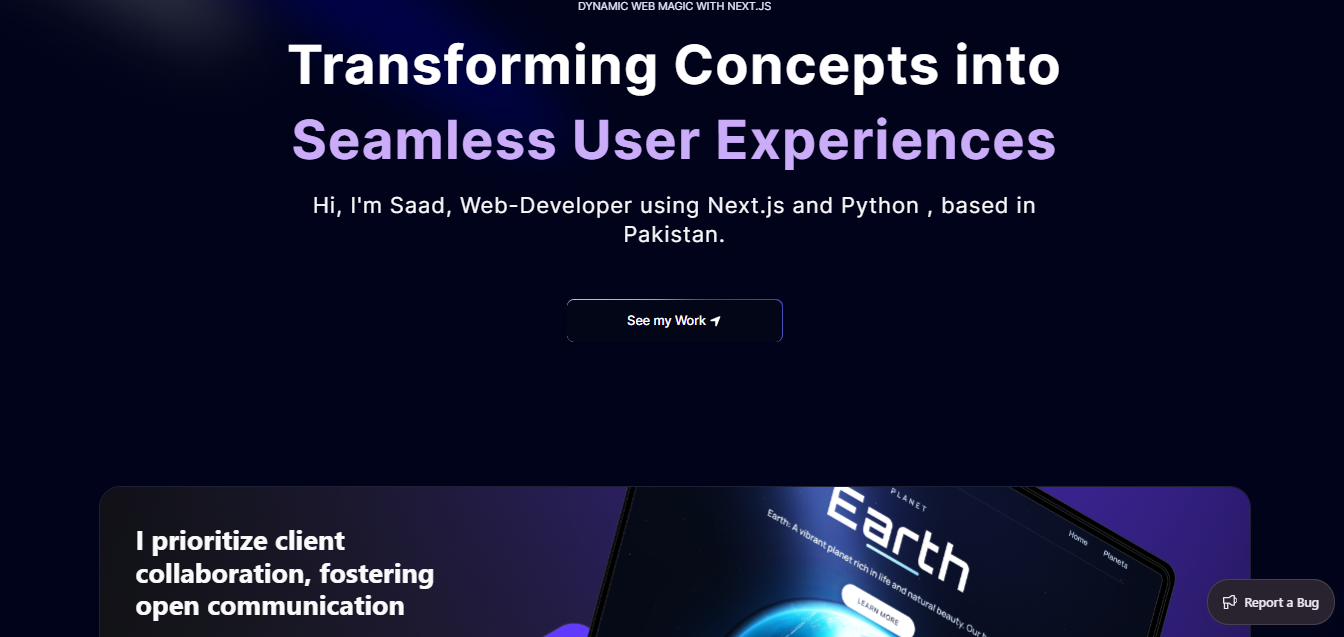 DYNAMIC WEB MAGIC WITH NEXT.JS
Transforming Concepts into
Seamless User Experiences
Hi, I'm Saad, Web-Developer using Next.js and Python , based in
Pakistan.
See my Work
I prioritize client
collaboration, fostering
open communication
PLANET
Earth
Home
Planets
Earth: A vibrant planet rich in life and natural beauty. Our
LEARN MORE
Report a Bug